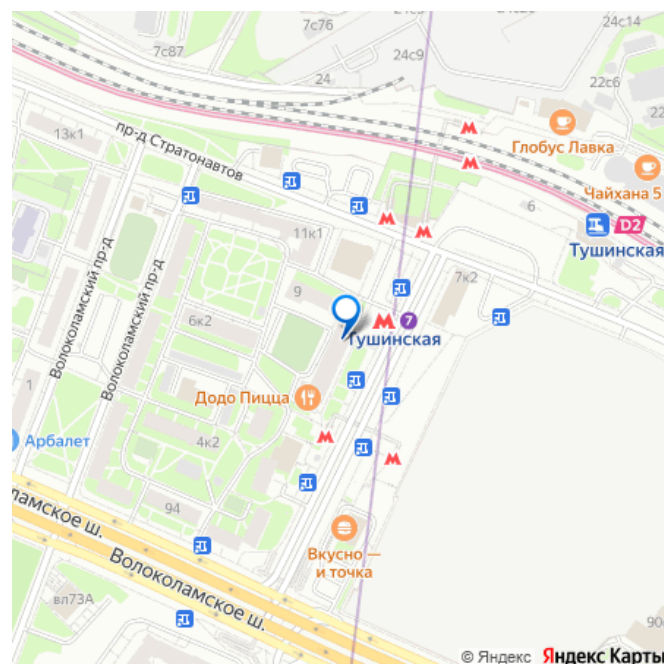 7с76
24с9
24с14
7с87
24
22с6
13к1
пр-д Стратонавтов
Глобус Лавка
Чайхана 5
6
11к1
D2
Тушинская
Волоколамский пр-д
Волоколамский пр-д
9
7к2
6к2
7
Тушинская
1
Додо Пицца
Арбалет
4к2
94
ламское ш.
Волоколамское ш.
Вкусно —
и точка
вл73А
© Яндекс Яндекс Карты